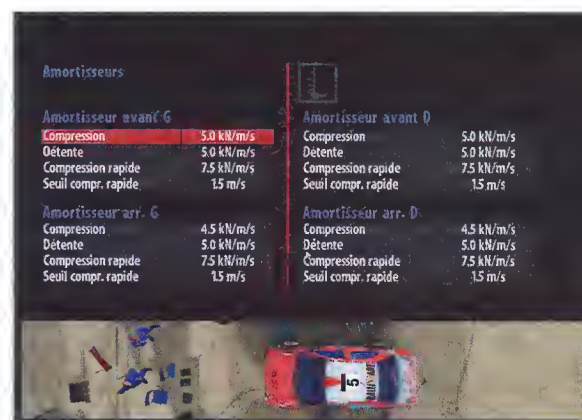 Amortisseurs
Amortisseur avant G
Compression 5.0 kN/m/s
Détente 5.0 kN/m/s
Compression rapide 7.5 kN/m/s
Seuil compr. rapide 1.5 m/s
Amortisseur avant D
Compression 5.0 kN/m/s
Détente 5.0 kN/m/s
Compression rapide 7.5 kN/m/s
Seuil compr. rapide 1.5 m/s
Amortisseur arr. G
Compression 4.5 kN/m/s
Détente 5.0 kN/m/s
Compression rapide 7.5 kN/m/s
Seuil compr. rapide 1.5 m/s
Amortisseur arr. D
Compression 4.5 kN/m/s
Détente 5.0 kN/m/s
Compression rapide 7.5 kN/m/s
Seuil compr. rapide 1.5 m/s
5